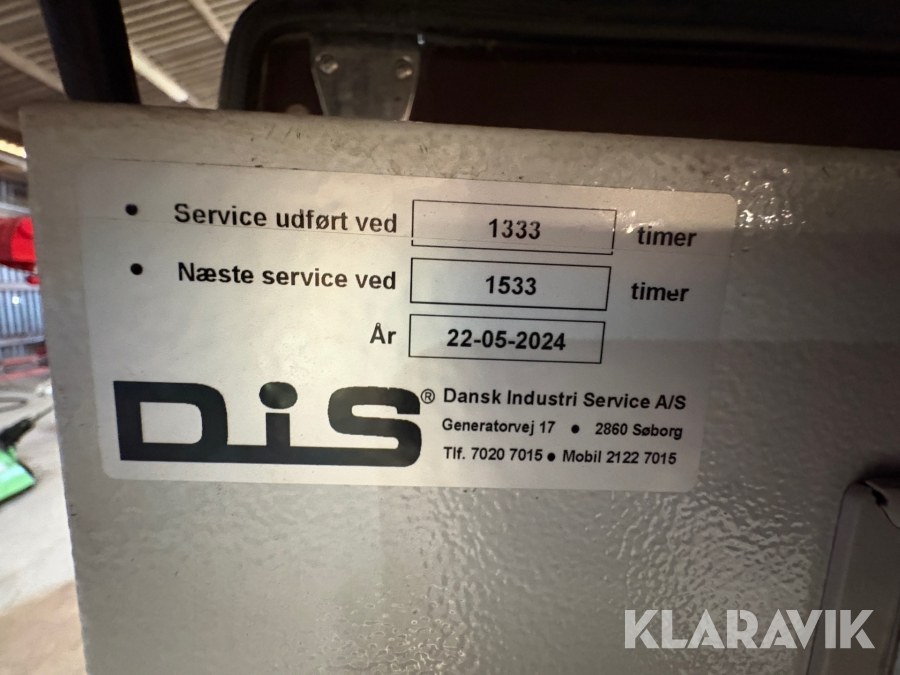 • Service udført ved 1333 timer
• Næste service ved 1533 timer
År 22-05-2024
DiS® Dansk Industri Service A/S
Generatorvej 17 • 2860 Søborg
Tlf. 7020 7015 • Mobil 2122 7015
KLARAVIK